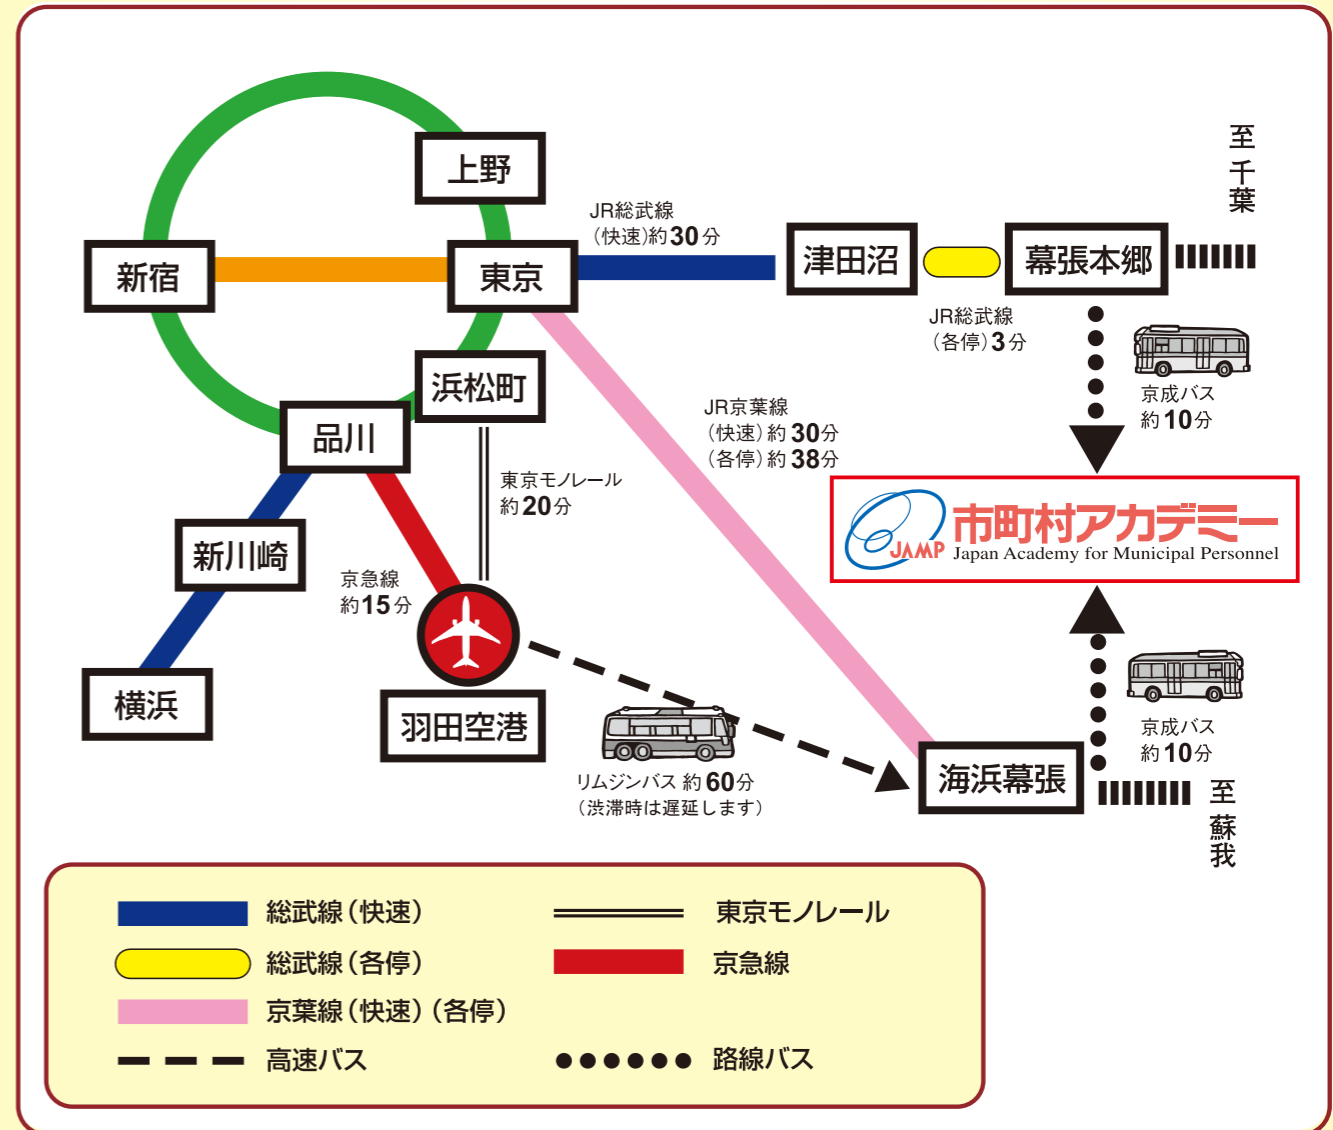 上野
至千葉
JR総武線
（快速）約30分
新宿
東京
津田沼
幕張本郷
JR総武線
（各停）3分
京成バス
約10分
浜松町
品川
JR京葉線
（快速）約30分
（各停）約38分
東京モノレール
約20分
JAMP
市町村アカデミー
Japan Academy for Municipal Personnel
新川崎
京急線
約15分
横浜
羽田空港
リムジンバス 約60分
（渋滞時は遅延します）
海浜幕張
京成バス
約10分
至蘇我
総武線（快速）
東京モノレール
総武線（各停）
京急線
京葉線（快速）（各停）
高速バス
路線バス